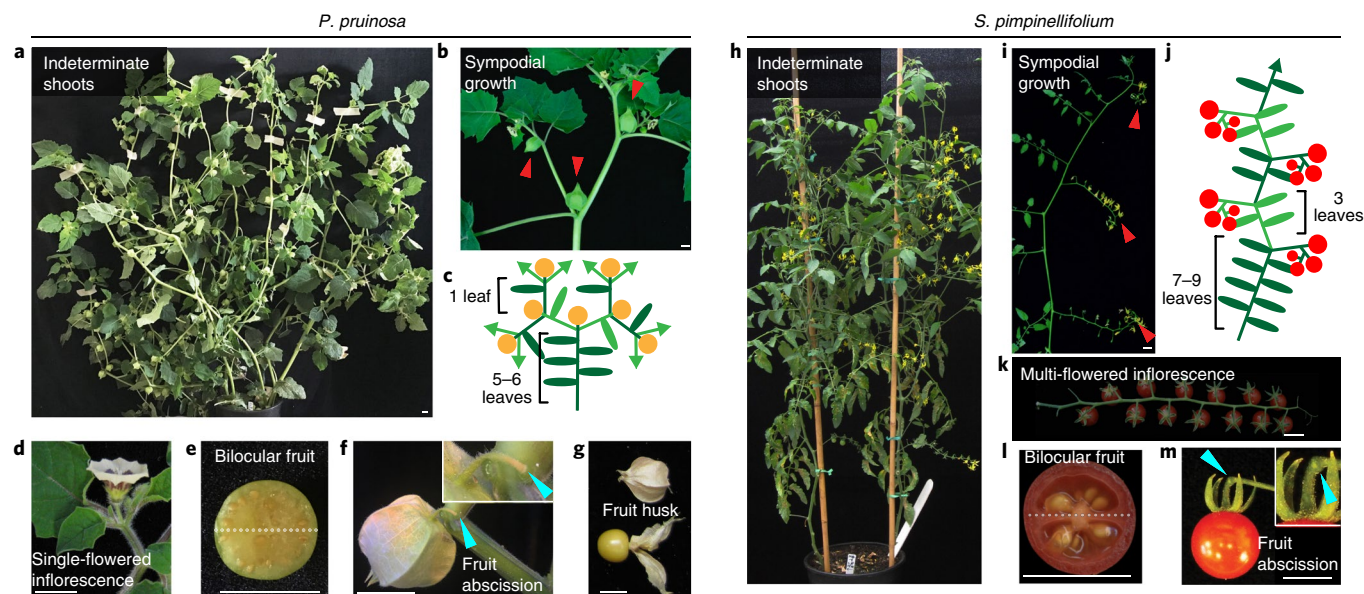 P. pruinosa
S. pimpinellifolium
a
Indeterminate
shoots
b
Sympodial
growth
c
1 leaf
5–6
leaves
d
Single-flowered
inflorescence
e
Bilocular fruit
f
Fruit
abscission
g
Fruit husk
h
Indeterminate
shoots
i
Sympodial
growth
j
3
leaves
7–9
leaves
k
Multi-flowered inflorescence
l
Bilocular fruit
m
Fruit
abscission